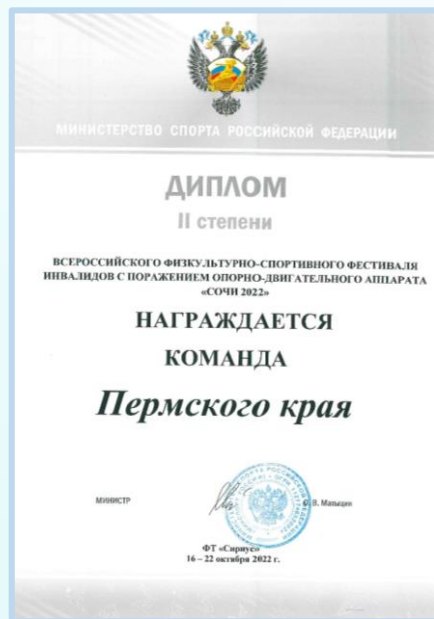 МИНИСТЕРСТВО СПОРТА РОССИЙСКОЙ ФЕДЕРАЦИИ
ДИПЛОМ
II степени
ВСЕРОССИЙСКОГО ФИЗКУЛЬТУРНО-СПОРТИВНОГО ФЕСТИВАЛЯ
ИНВАЛИДОВ С ПОРАЖЕНИЕМ ОПОРНО-ДВИГАТЕЛЬНОГО АППАРАТА
«СОЧИ 2022»
НАГРАЖДАЕТСЯ
КОМАНДА
Пермского края
МИНИСТР
В. Матыцин
ФТ «Сириус»
16 – 22 октября 2022 г.